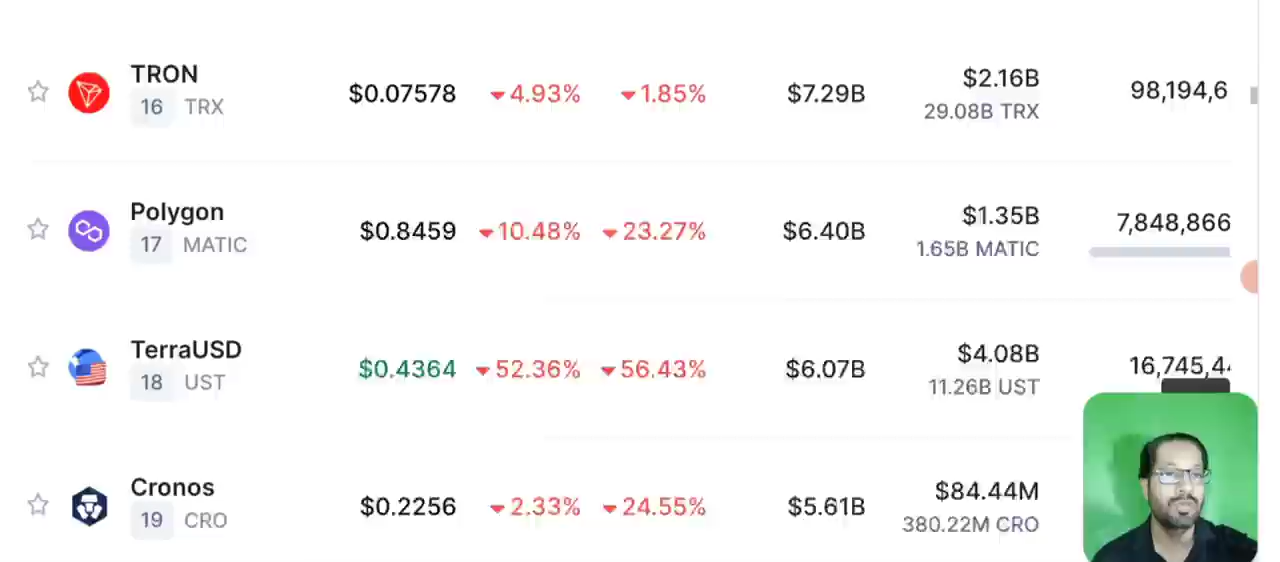 TRON
16 TRX
$0.07578 4.93% 1.85% $7.29B $2.16B
29.08B TRX
98,194,6
Polygon
17 MATIC
$0.8459 10.48% 23.27% $6.40B $1.35B
1.65B MATIC
7,848,866
TerraUSD
18 UST
$0.4364 52.36% 56.43% $6.07B $4.08B
11.26B UST
16,745,4
Cronos
19 CRO
$0.2256 2.33% 24.55% $5.61B $84.44M
380.22M CRO